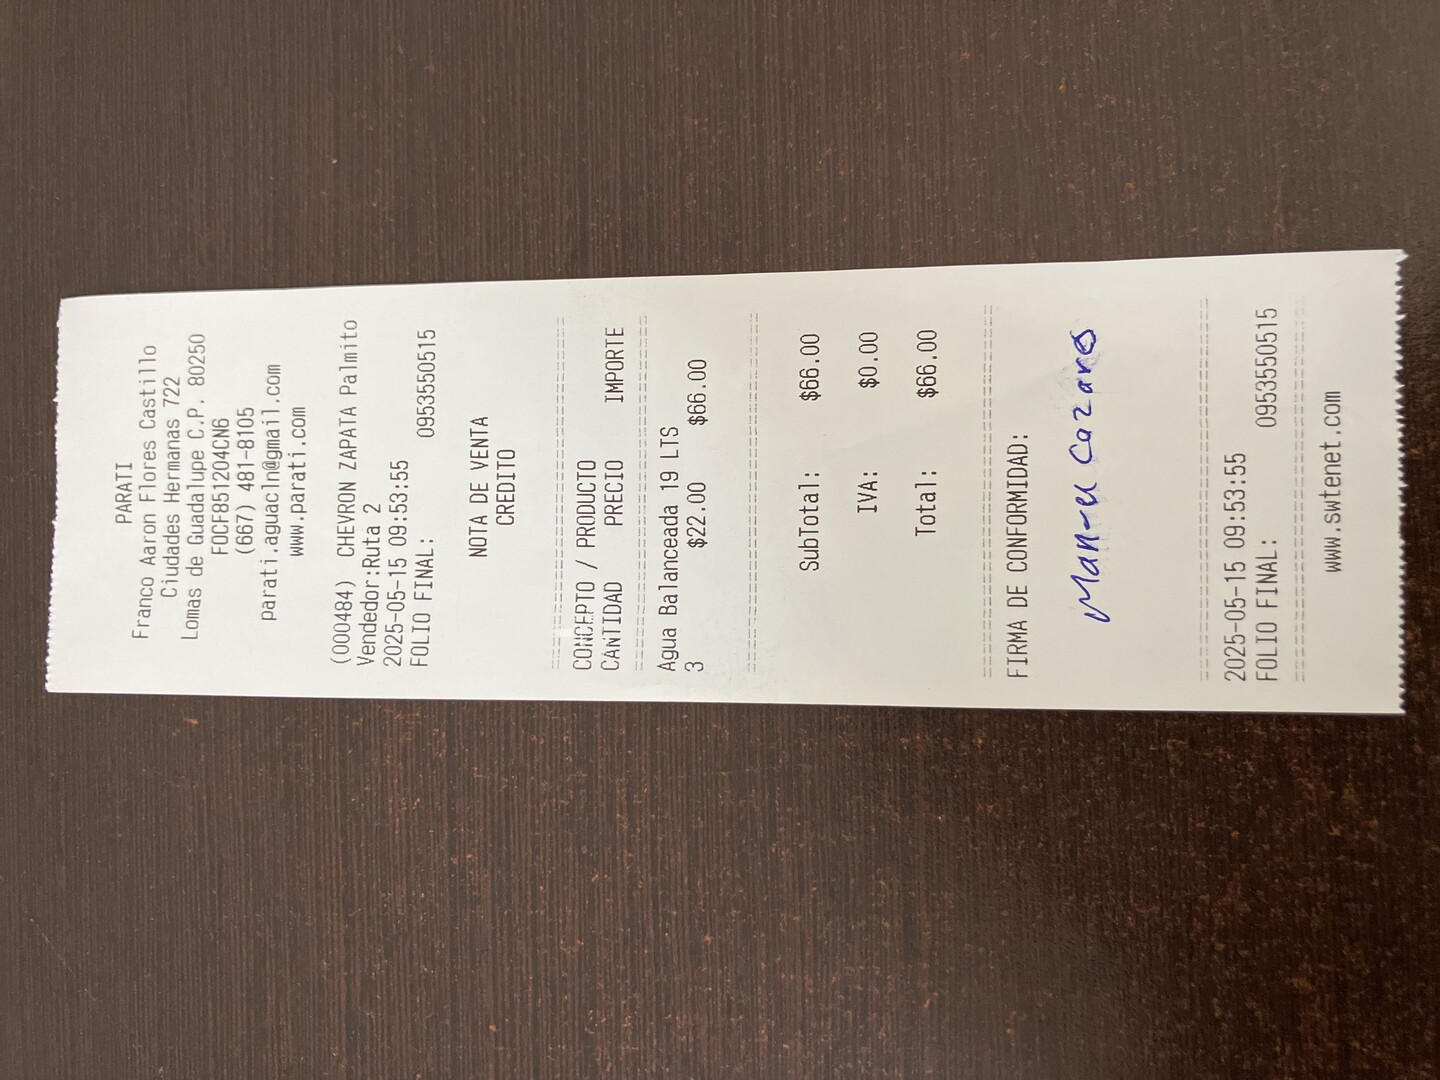 PARATI
Franco Aaron Flores Castillo
Ciudades Hermanas 722
Lomas de Guadalupe C.P. 80250
FOCF851204CN6
(667) 481-8105
parati.aguacln@gmail.com
www.parati.com
(000484) CHEVRON ZAPATA Palmito
Vendedor:Ruta 2
2025-05-15 09:53:55
FOLIO FINAL: 0953550515
NOTA DE VENTA
CREDITO
CONCEPTO / PRODUCTO
CANTIDAD PRECIO IMPORTE
Agua Balanceada 19 LTS
3 $22.00 $66.00
SubTotal: $66.00
IVA: $0.00
Total: $66.00
FIRMA DE CONFORMIDAD:
Manuel Cazares
2025-05-15 09:53:55
FOLIO FINAL: 0953550515
www.swtenet.com